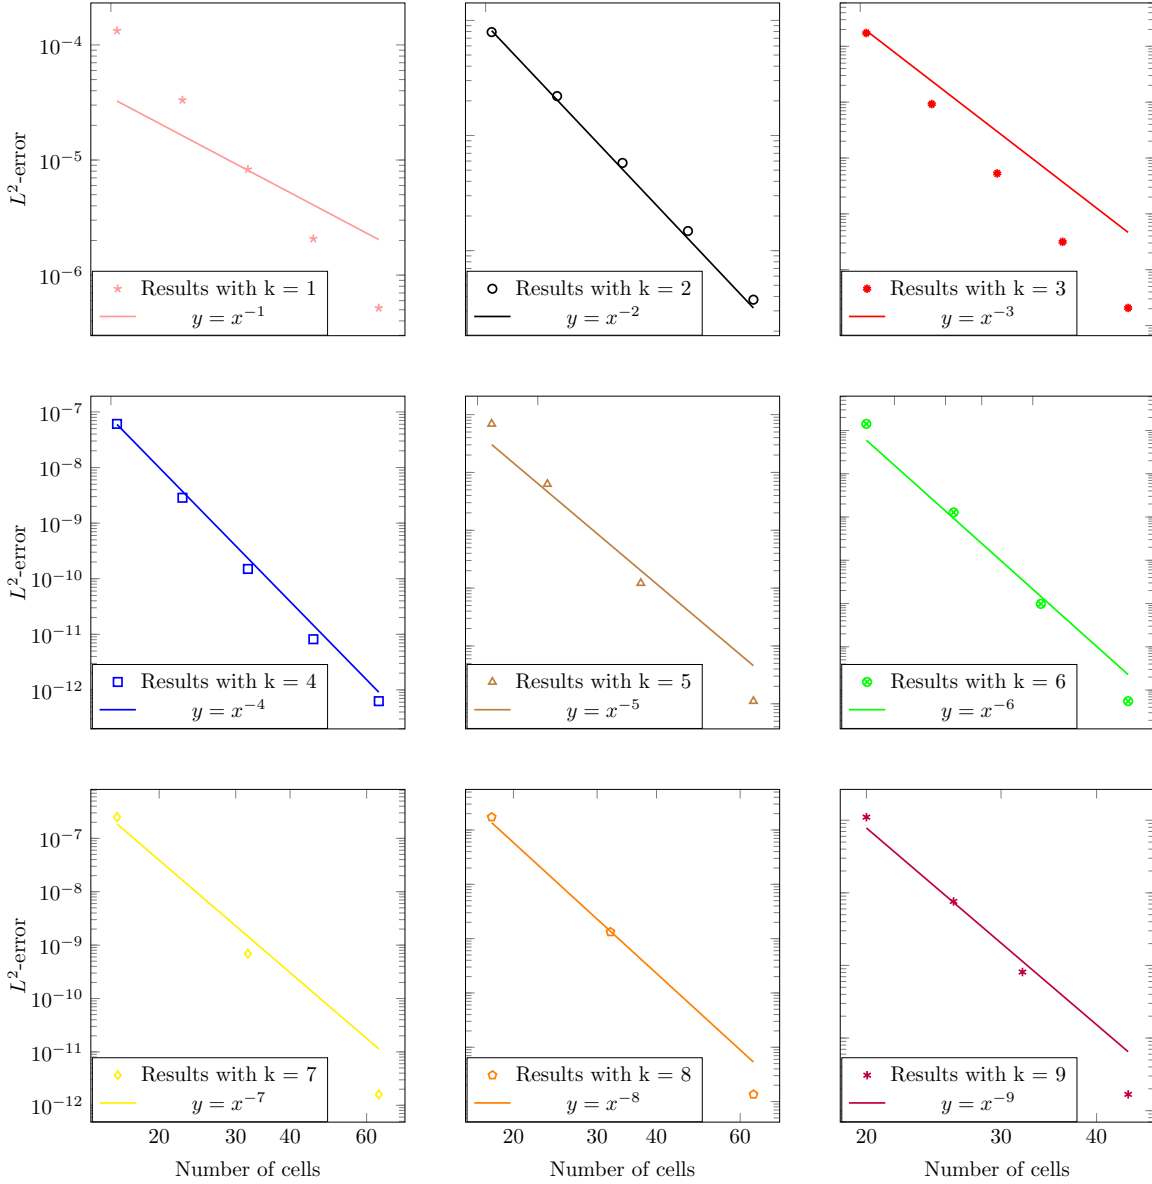 10⁻⁴
10⁻⁵
10⁻⁶
L²-error
Results with k = 1
y = x⁻¹
Results with k = 2
y = x⁻²
Results with k = 3
y = x⁻³
10⁻⁷
10⁻⁸
10⁻⁹
10⁻¹⁰
10⁻¹¹
10⁻¹²
L²-error
Results with k = 4
y = x⁻⁴
Results with k = 5
y = x⁻⁵
Results with k = 6
y = x⁻⁶
10⁻⁷
10⁻⁸
10⁻⁹
10⁻¹⁰
10⁻¹¹
10⁻¹²
L²-error
Results with k = 7
y = x⁻⁷
20 30 40 60
Number of cells
Results with k = 8
y = x⁻⁸
20 30 40 60
Number of cells
Results with k = 9
y = x⁻⁹
20 30 40
Number of cells